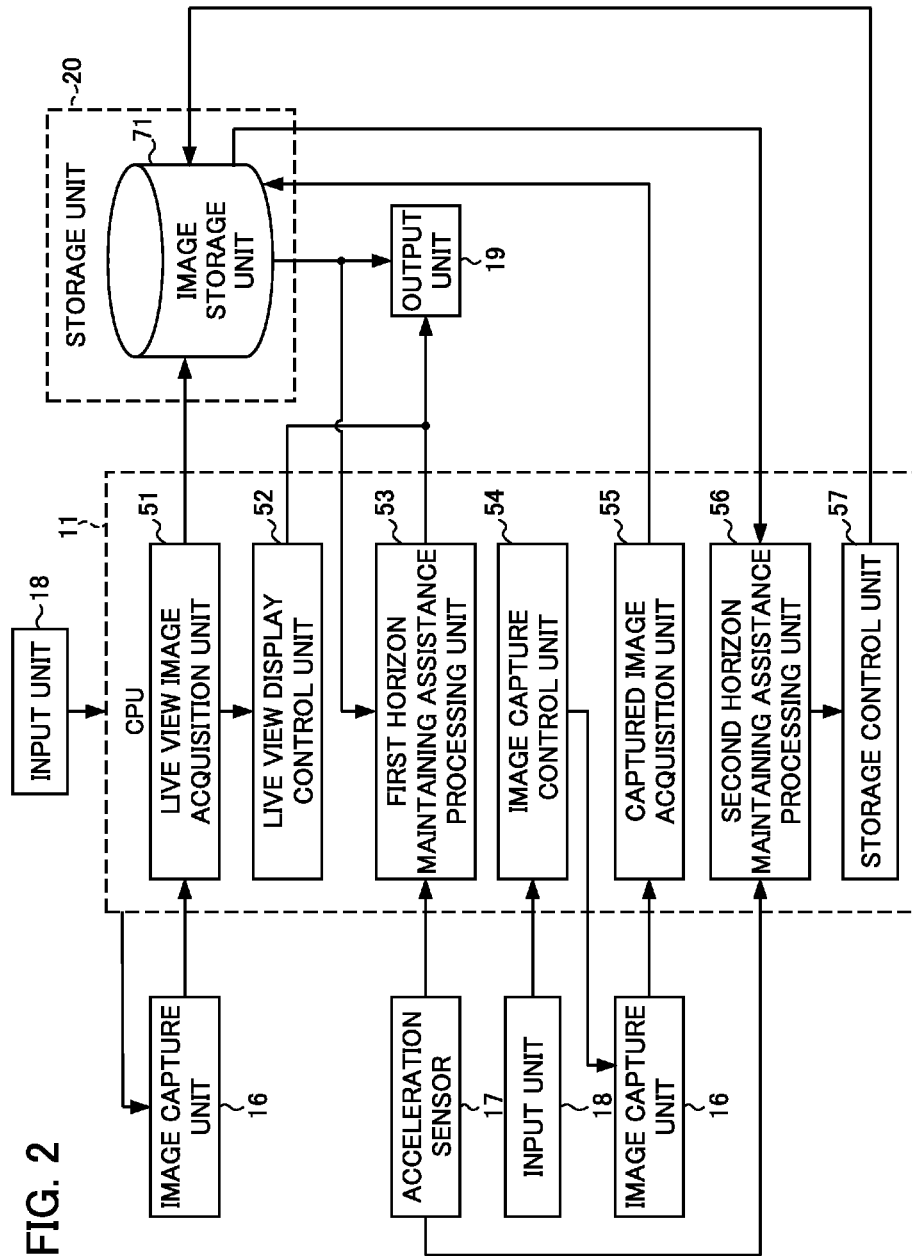 FIG. 2
INPUT UNIT
18
11
CPU
STORAGE UNIT
20
IMAGE
STORAGE
UNIT
71
IMAGE CAPTURE
UNIT
16
LIVE VIEW IMAGE
ACQUISITION UNIT
51
LIVE VIEW DISPLAY
CONTROL UNIT
52
OUTPUT
UNIT
19
ACCELERATION
SENSOR
17
FIRST HORIZON
MAINTAINING ASSISTANCE
PROCESSING UNIT
53
INPUT UNIT
18
IMAGE CAPTURE
CONTROL UNIT
54
IMAGE CAPTURE
UNIT
16
CAPTURED IMAGE
ACQUISITION UNIT
55
SECOND HORIZON
MAINTAINING ASSISTANCE
PROCESSING UNIT
56
STORAGE CONTROL UNIT
57